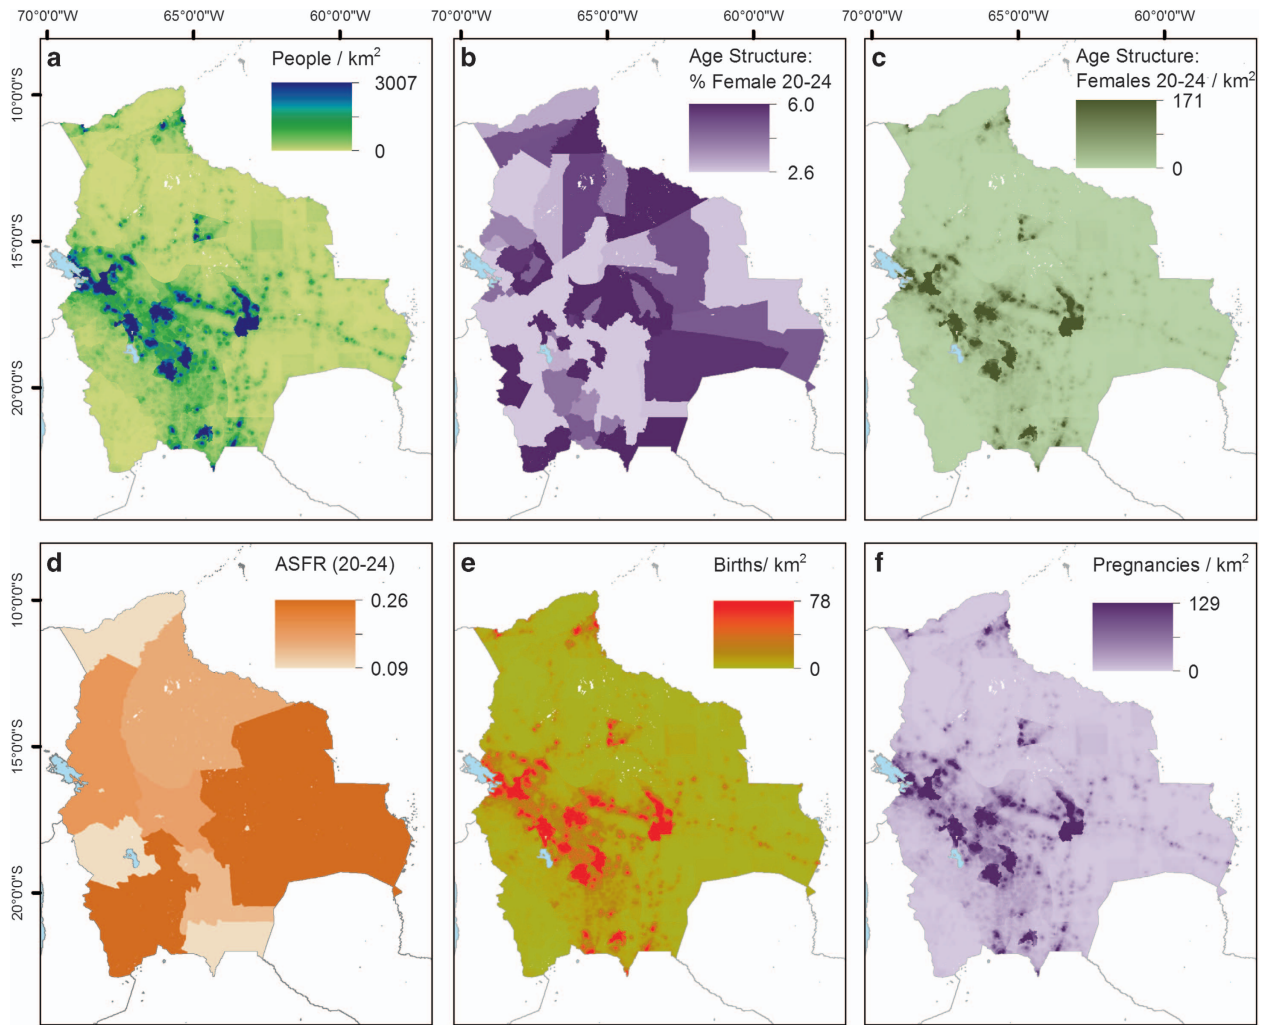 70°0'0"W 65°0'0"W 60°0'0"W 70°0'0"W 65°0'0"W 60°0'0"W 70°0'0"W 65°0'0"W 60°0'0"W
a
People / km²
3007
0
b
Age Structure:
% Female 20-24
6.0
2.6
c
Age Structure:
Females 20-24 / km²
171
0
10°0'0"S
15°0'0"S
20°0'0"S
d
ASFR (20-24)
0.26
0.09
e
Births/ km²
78
0
f
Pregnancies / km²
129
0
10°0'0"S
15°0'0"S
20°0'0"S